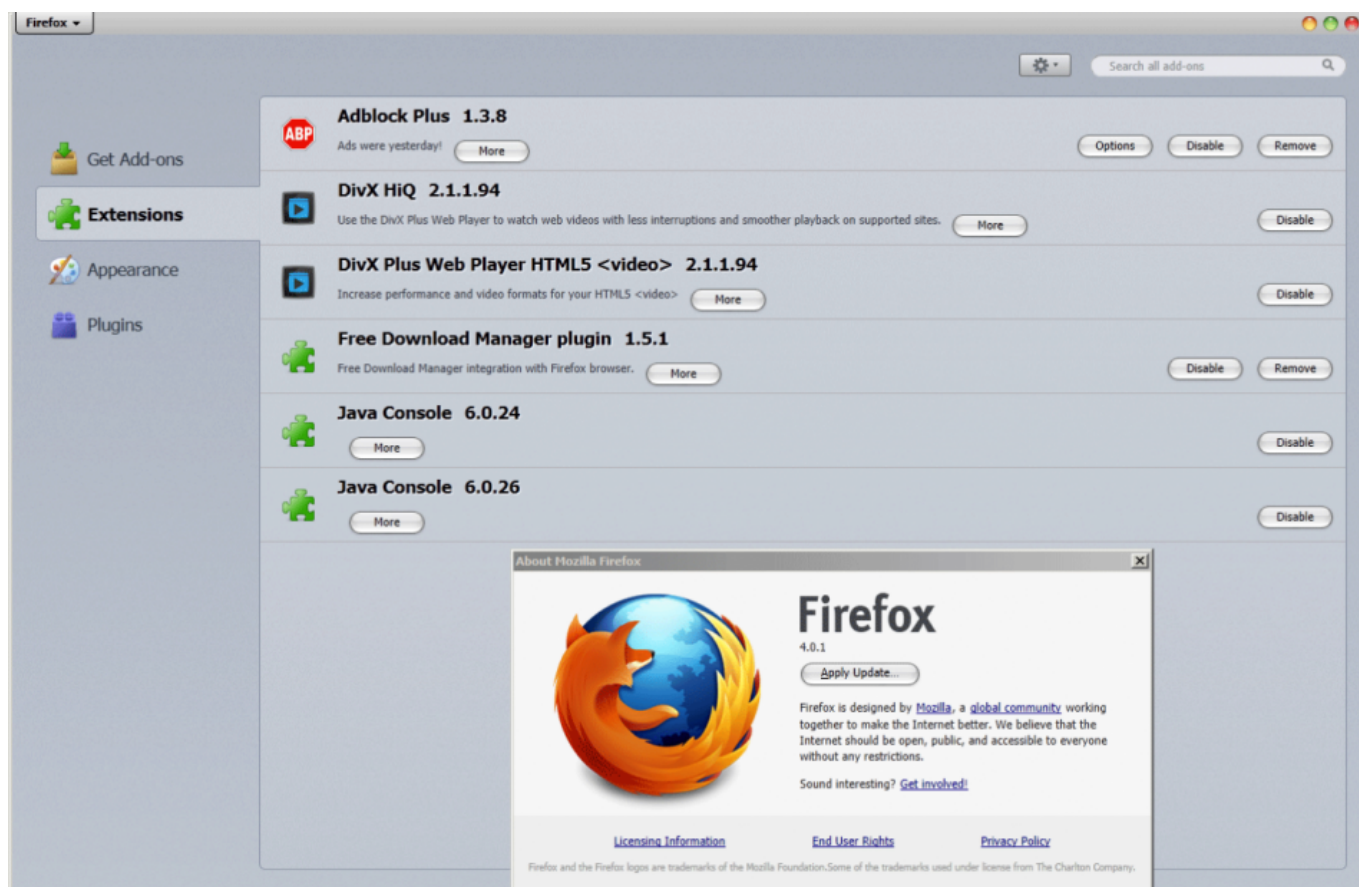 Firefox
Search all add-ons
Get Add-ons
Extensions
Appearance
Plugins
ABP
Adblock Plus 1.3.8
Ads were yesterday! More
Options Disable Remove
DivX HiQ 2.1.1.94
Use the DivX Plus Web Player to watch web videos with less interruptions and smoother playback on supported sites. More
Disable
DivX Plus Web Player HTML5 <video> 2.1.1.94
Increase performance and video formats for your HTML5 <video> More
Disable
Free Download Manager plugin 1.5.1
Free Download Manager integration with Firefox browser. More
Disable Remove
Java Console 6.0.24
More
Disable
Java Console 6.0.26
More
Disable
About Mozilla Firefox
Firefox
4.0.1
Apply Update...
Firefox is designed by Mozilla, a global community working
together to make the Internet better. We believe that the
Internet should be open, public, and accessible to everyone
without any restrictions.
Sound interesting? Get involved!
Licensing Information End User Rights Privacy Policy
Firefox and the Firefox logos are trademarks of the Mozilla Foundation.Some of the trademarks used under license from The Charlton Company.